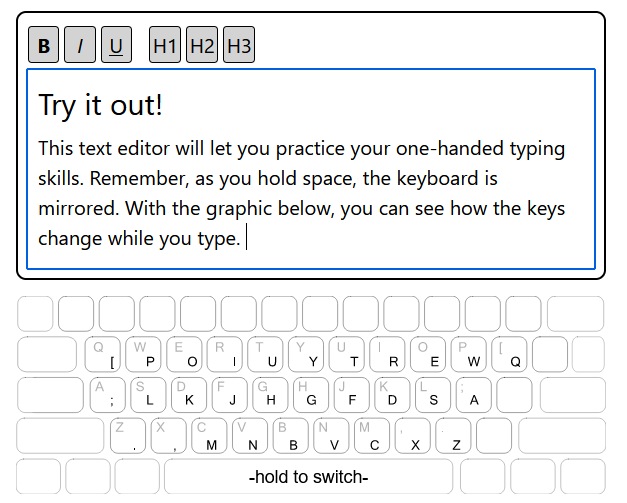 B I U H1 H2 H3
Try it out!
This text editor will let you practice your one-handed typing
skills. Remember, as you hold space, the keyboard is
mirrored. With the graphic below, you can see how the keys
change while you type.
Q [ W P E O R I T U Y Y U T I R O E P W [ Q
A ; S L D K F J G H H G J F K D L S ; A
Z . X , C M V N B B N V M C , X . Z
-hold to switch-